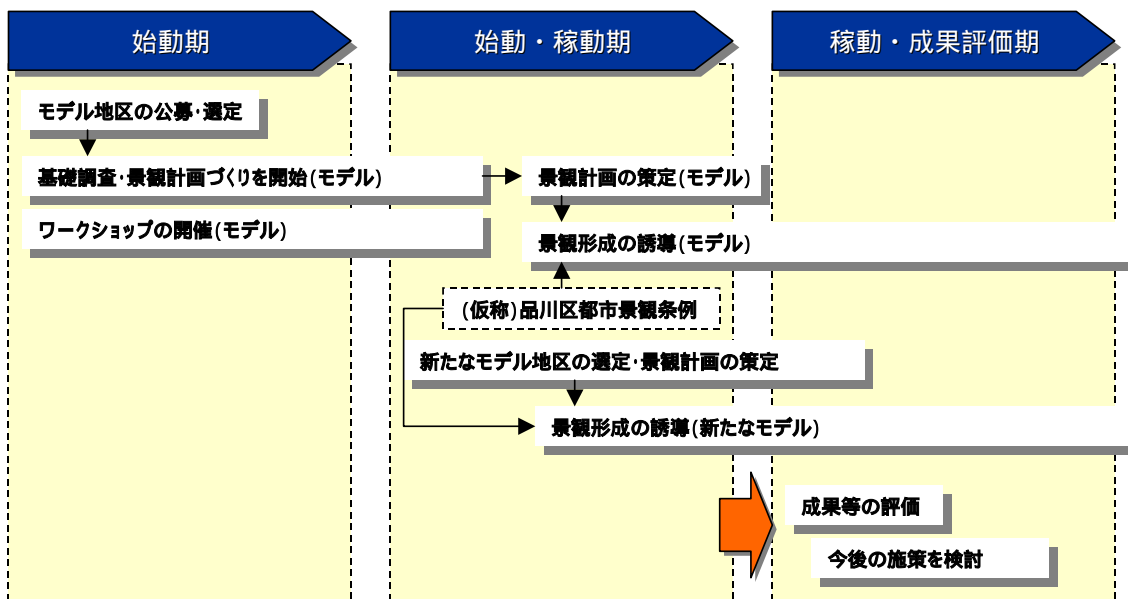 始動期
始動・稼動期
稼動・成果評価期
モデル地区の公募･選定
基礎調査･景観計画づくりを開始(モデル)
景観計画の策定(モデル)
ワークショップの開催(モデル)
景観形成の誘導(モデル)
(仮称)品川区都市景観条例
新たなモデル地区の選定･景観計画の策定
景観形成の誘導(新たなモデル)
成果等の評価
今後の施策を検討